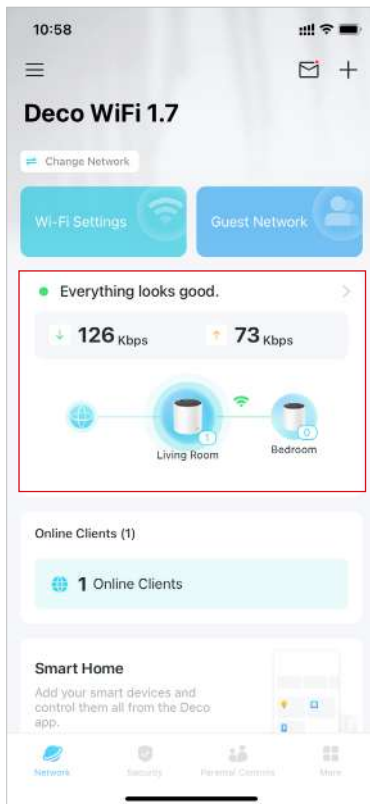 10:58
Deco WiFi 1.7
Change Network
Wi-Fi Settings
Guest Network
Everything looks good.
126 Kbps
73 Kbps
1
0
Living Room
Bedroom
Online Clients (1)
1 Online Clients
Smart Home
Add your smart devices and
control them all from the Deco
app.
Network
Security
Parental Controls
More